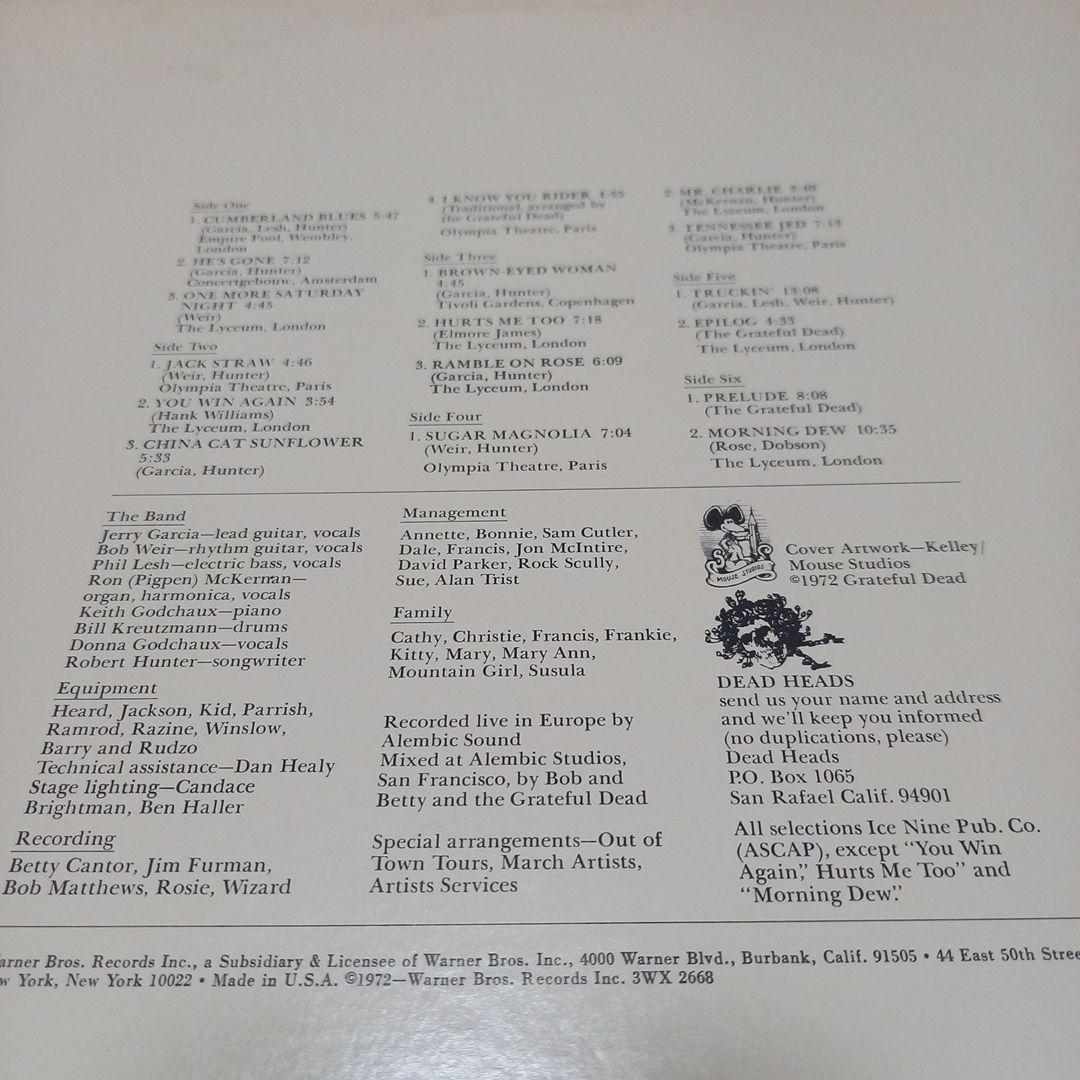 Side One
1. CUMBERLAND BLUES 5:47
(Garcia, Lesh, Hunter)
Empire Pool, Wembley,
London
2. HE'S GONE 7:12
(Garcia, Hunter)
Concertgebouw, Amsterdam
3. ONE MORE SATURDAY
NIGHT 4:45
(Weir)
The Lyceum, London
Side Two
1. JACK STRAW 4:46
(Weir, Hunter)
Olympia Theatre, Paris
2. YOU WIN AGAIN 3:54
(Hank Williams)
The Lyceum, London
3. CHINA CAT SUNFLOWER
5:33
(Garcia, Hunter)
4. I KNOW YOU RIDER 4:55
(Traditional, arranged by
the Grateful Dead)
Olympia Theatre, Paris
Side Three
1. BROWN-EYED WOMAN
4:45
(Garcia, Hunter)
Tivoli Gardens, Copenhagen
2. HURTS ME TOO 7:18
(Elmore James)
The Lyceum, London
3. RAMBLE ON ROSE 6:09
(Garcia, Hunter)
The Lyceum, London
Side Four
1. SUGAR MAGNOLIA 7:04
(Weir, Hunter)
Olympia Theatre, Paris
2. MR. CHARLIE 3:40
(McKernan, Hunter)
The Lyceum, London
3. TENNESSEE JED 7:13
(Garcia, Hunter)
Olympia Theatre, Paris
Side Five
1. TRUCKIN' 13:08
(Garcia, Lesh, Weir, Hunter)
2. EPILOG 4:33
(The Grateful Dead)
The Lyceum, London
Side Six
1. PRELUDE 8:08
(The Grateful Dead)
2. MORNING DEW 10:35
(Rose, Dobson)
The Lyceum, London
The Band
Jerry Garcia—lead guitar, vocals
Bob Weir—rhythm guitar, vocals
Phil Lesh—electric bass, vocals
Ron (Pigpen) McKernan—
organ, harmonica, vocals
Keith Godchaux—piano
Bill Kreutzmann—drums
Donna Godchaux—vocals
Robert Hunter—songwriter
Equipment
Heard, Jackson, Kid, Parrish,
Ramrod, Razine, Winslow,
Barry and Rudzo
Technical assistance—Dan Healy
Stage lighting—Candace
Brightman, Ben Haller
Recording
Betty Cantor, Jim Furman,
Bob Matthews, Rosie, Wizard
Management
Annette, Bonnie, Sam Cutler,
Dale, Francis, Jon McIntire,
David Parker, Rock Scully,
Sue, Alan Trist
Family
Cathy, Christie, Francis, Frankie,
Kitty, Mary, Mary Ann,
Mountain Girl, Susula
Recorded live in Europe by
Alembic Sound
Mixed at Alembic Studios,
San Francisco, by Bob and
Betty and the Grateful Dead
Special arrangements—Out of
Town Tours, March Artists,
Artists Services
MOUSE STUDIOS
Cover Artwork—Kelley/
Mouse Studios
©1972 Grateful Dead
DEAD HEADS
send us your name and address
and we'll keep you informed
(no duplications, please)
Dead Heads
P.O. Box 1065
San Rafael Calif. 94901
All selections Ice Nine Pub. Co.
(ASCAP), except "You Win
Again," Hurts Me Too" and
"Morning Dew."
arner Bros. Records Inc., a Subsidiary & Licensee of Warner Bros. Inc., 4000 Warner Blvd., Burbank, Calif. 91505 • 44 East 50th Stree
w York, New York 10022 • Made in U.S.A. ©1972—Warner Bros. Records Inc. 3WX 2668